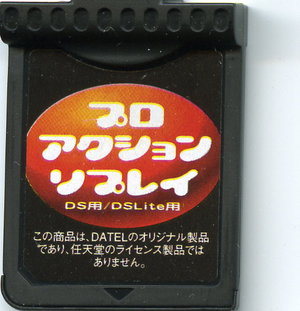 プロ
アクション
リプレイ
DS用/DSLite用
この商品は、DATELのオリジナル製品
であり、任天堂のライセンス製品では
ありません。